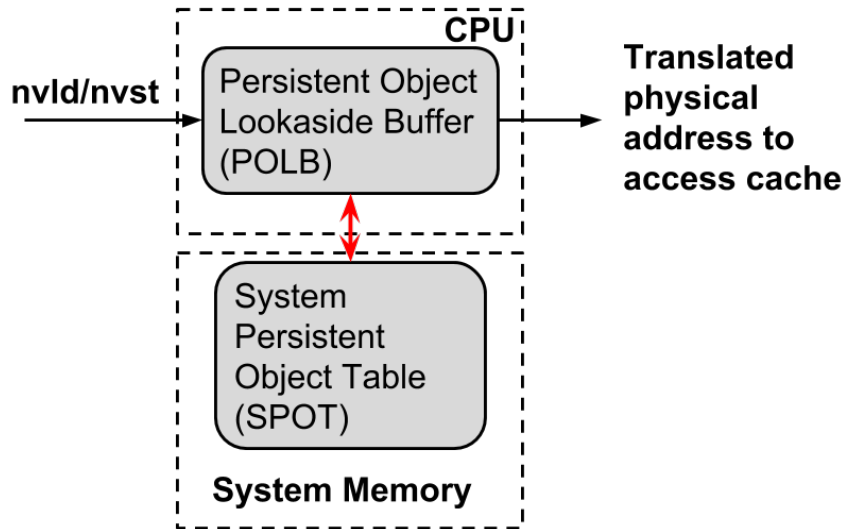 CPU
nvld/nvst
Persistent Object
Lookaside Buffer
(POLB)
Translated
physical
address to
access cache
System
Persistent
Object Table
(SPOT)
System Memory